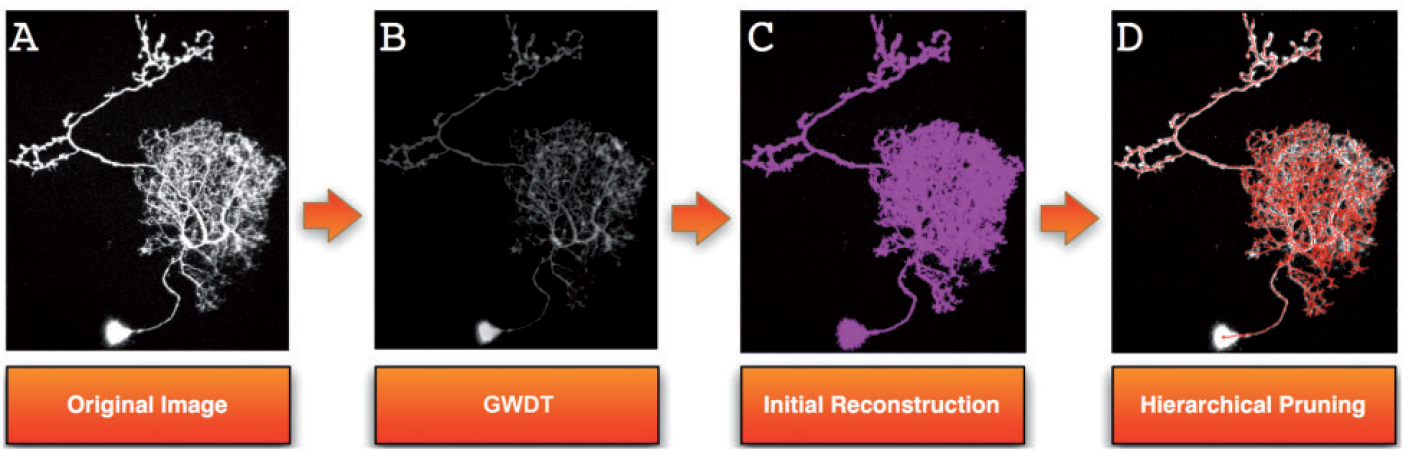 A
B
C
D
Original Image
GWDT
Initial Reconstruction
Hierarchical Pruning